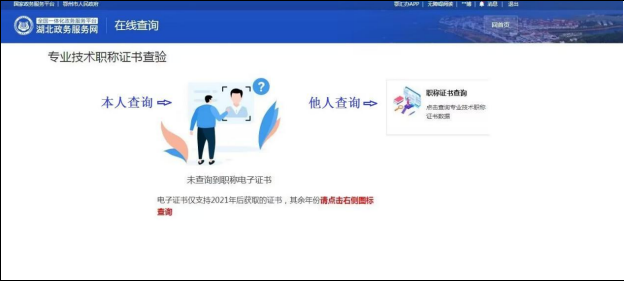 国家政务服务平台 | 鄂州市人民政府
鄂汇办APP | 无障碍阅读 | 消息 | 退出
全国一体化政务服务平台
湖北政务服务网
在线查询
回首页
专业技术职称证书查验
本人查询
他人查询
职称证书查询
点击查询专业技术职称
证书数据
未查询到职称电子证书
电子证书仅支持2021年后获取的证书，其余年份请点击右侧图标
查询